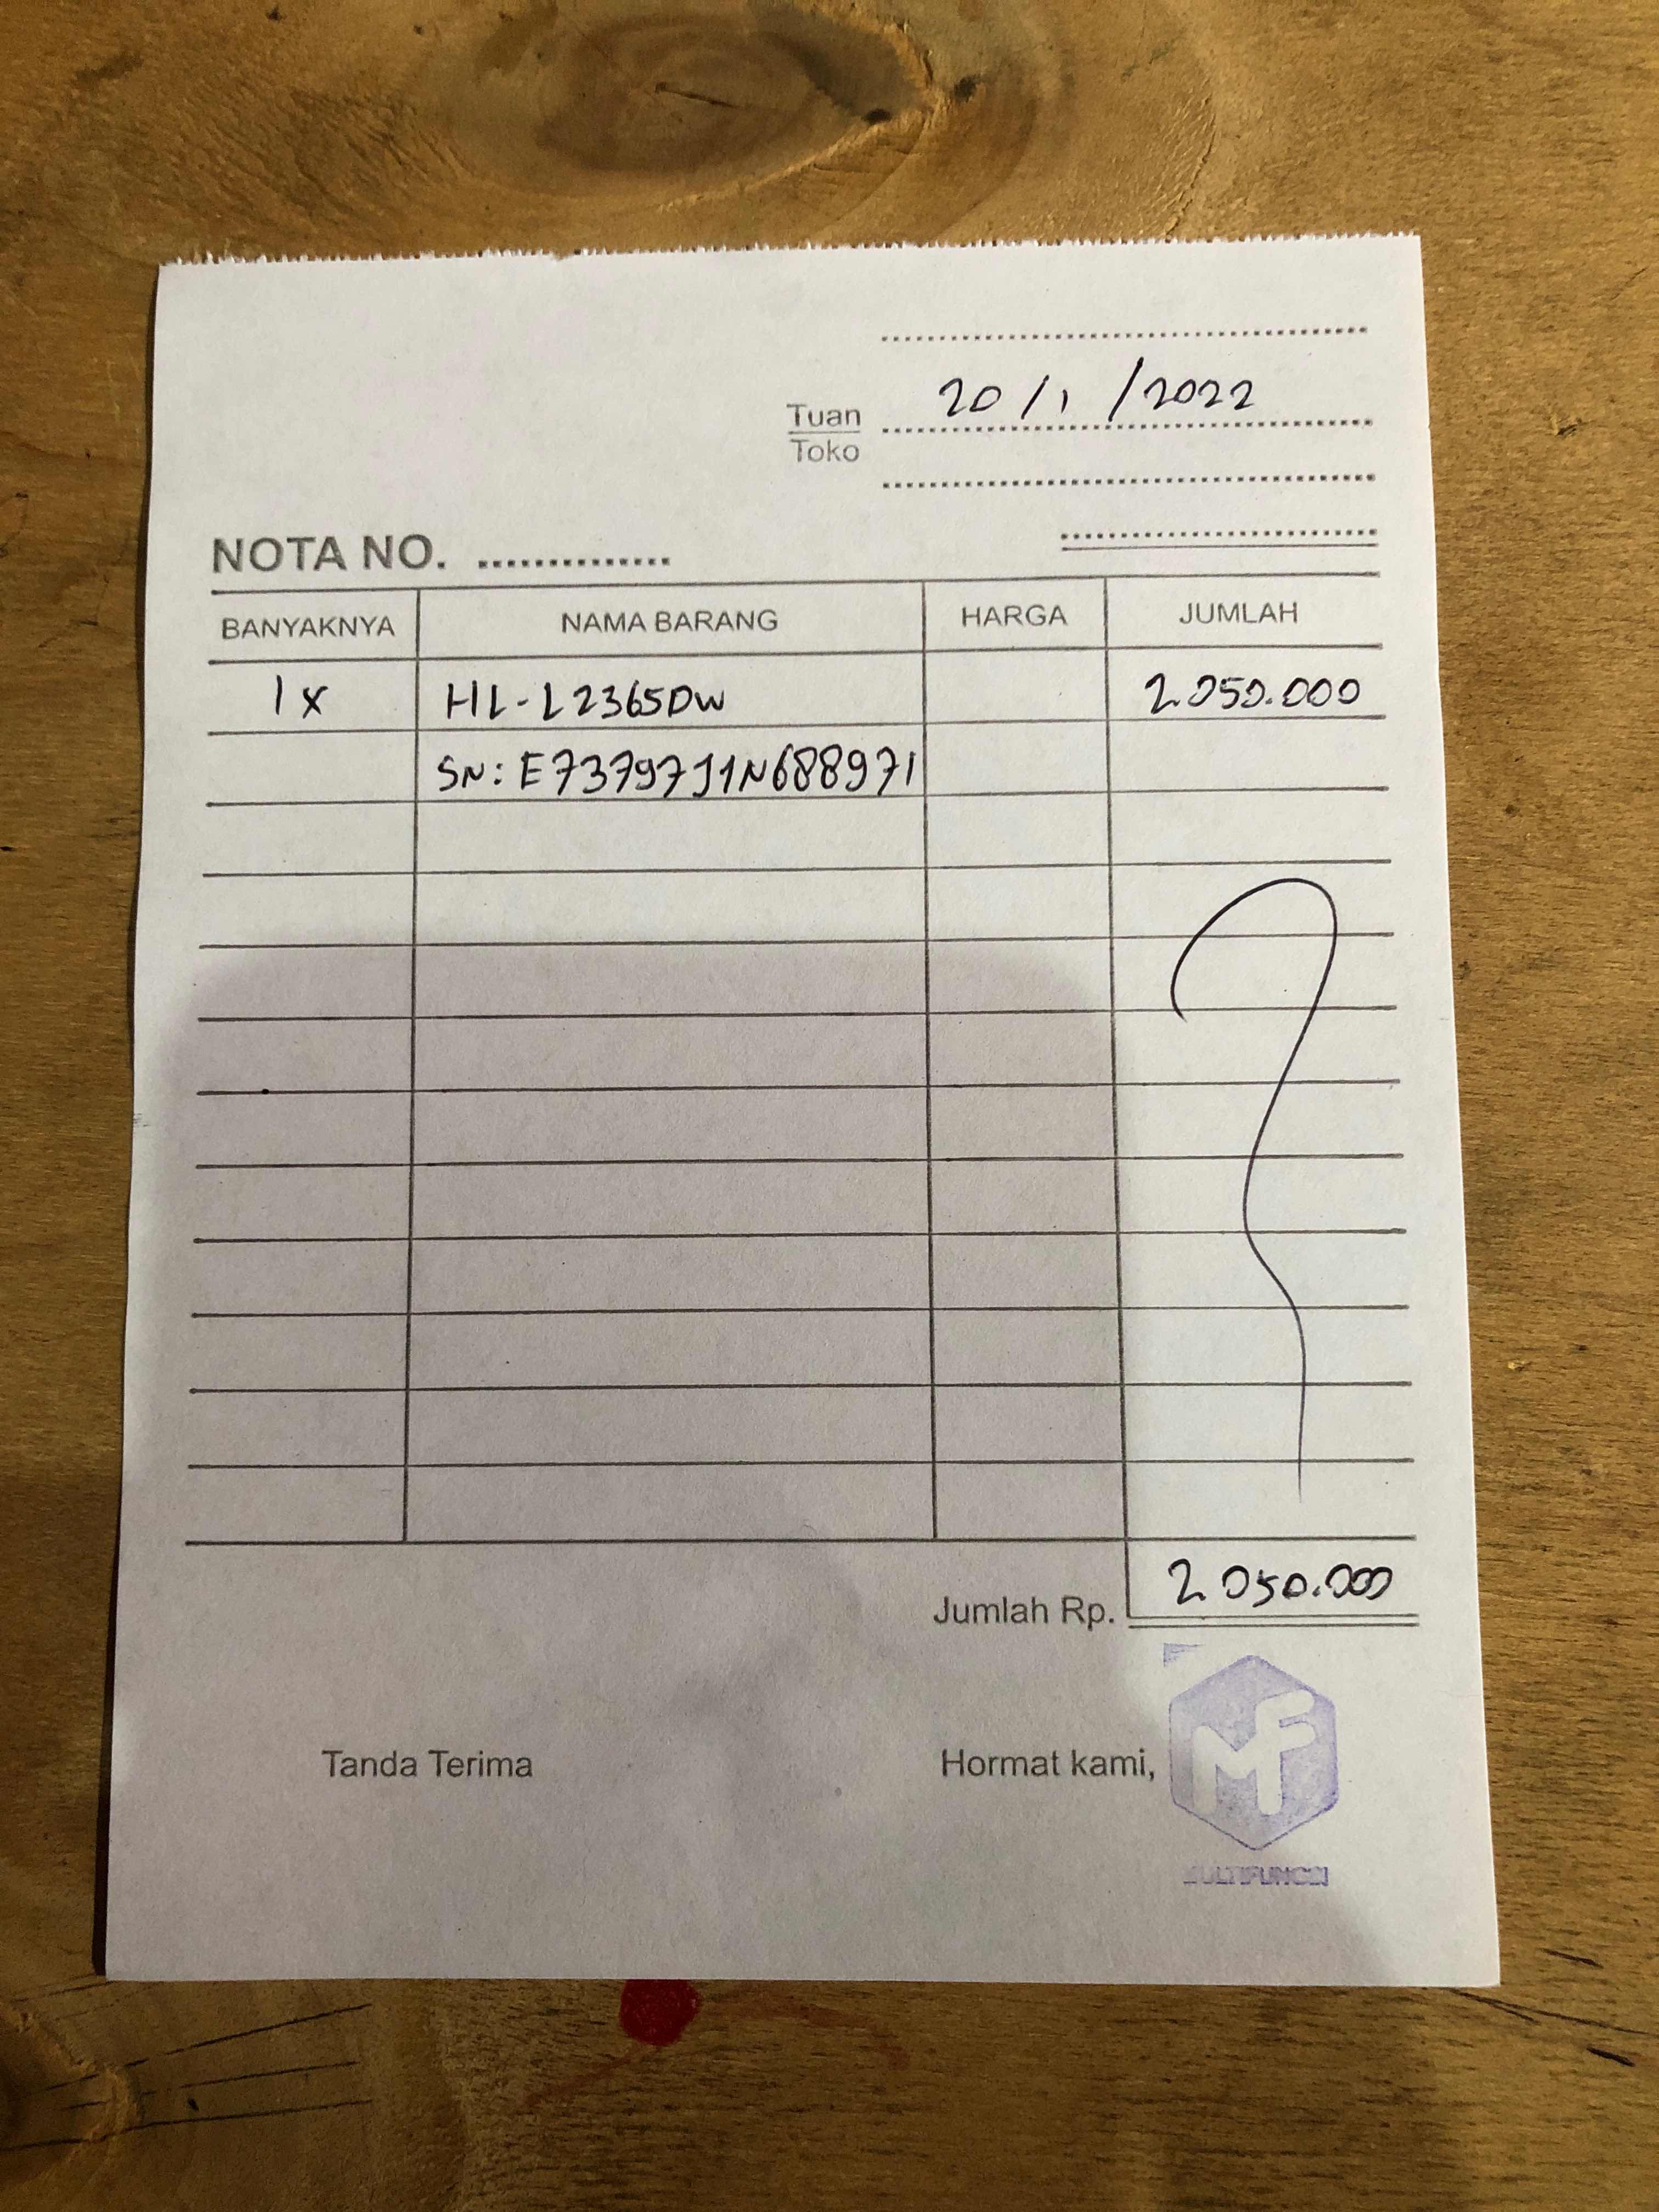 20/1/2022
Tuan
Toko
NOTA NO. ..............
BANYAKNYA NAMA BARANG HARGA JUMLAH
1x HL-L2365DW 2.050.000
SN: E73797J1N688971
Jumlah Rp. 2.050.000
Tanda Terima Hormat kami,
MF
MULTIFUNGSI